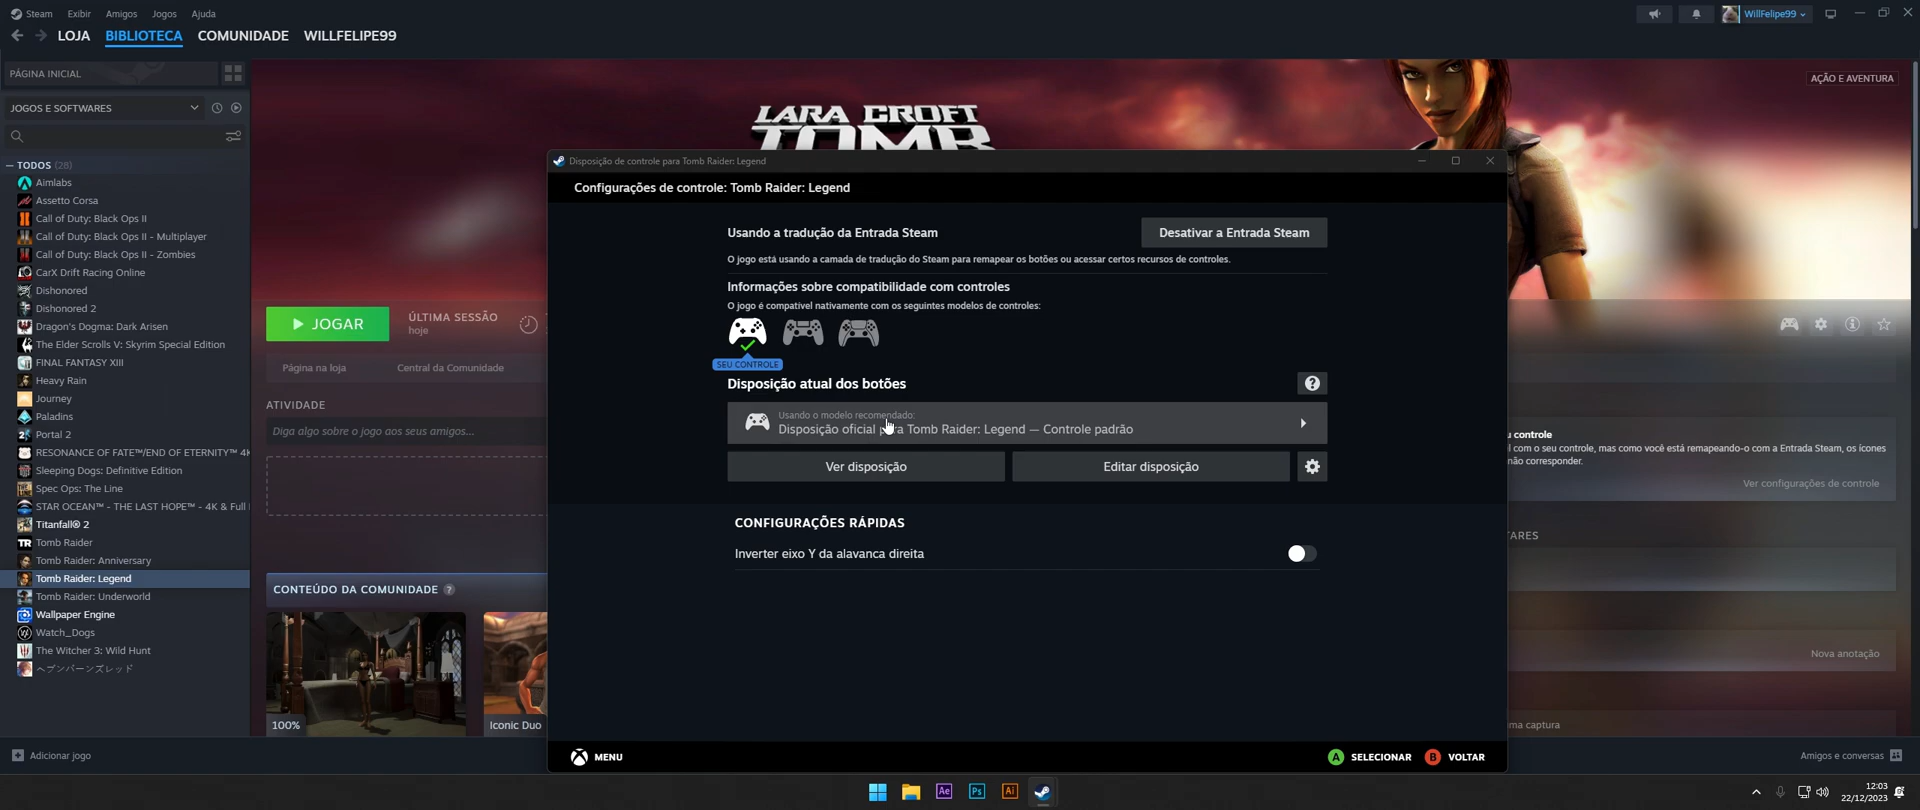 Steam Exibir Amigos Jogos Ajuda
WillFelipe99
LOJA BIBLIOTECA COMUNIDADE WILLFELIPE99
PÁGINA INICIAL
JOGOS E SOFTWARES
TODOS (28)
Aimlabs
Assetto Corsa
Call of Duty: Black Ops II
Call of Duty: Black Ops II - Multiplayer
Call of Duty: Black Ops II - Zombies
CarX Drift Racing Online
Dishonored
Dishonored 2
Dragon's Dogma: Dark Arisen
The Elder Scrolls V: Skyrim Special Edition
FINAL FANTASY XIII
Heavy Rain
Journey
Paladins
Portal 2
RESONANCE OF FATE™/END OF ETERNITY™ 4K
Sleeping Dogs: Definitive Edition
Spec Ops: The Line
STAR OCEAN™ - THE LAST HOPE™ - 4K & Full
Titanfall® 2
Tomb Raider
Tomb Raider: Anniversary
Tomb Raider: Legend
Tomb Raider: Underworld
Wallpaper Engine
Watch_Dogs
The Witcher 3: Wild Hunt
ヘブンバーンズレッド
Adicionar jogo
LARA CROFT
TOMB
AÇÃO E AVENTURA
JOGAR
ÚLTIMA SESSÃO
hoje
Página na loja Central da Comunidade
ATIVIDADE
Diga algo sobre o jogo aos seus amigos...
CONTEÚDO DA COMUNIDADE ?
100%
Iconic Duo
Disposição de controle para Tomb Raider: Legend
Configurações de controle: Tomb Raider: Legend
Usando a tradução da Entrada Steam
Desativar a Entrada Steam
O jogo está usando a camada de tradução do Steam para remapear os botões ou acessar certos recursos de controles.
Informações sobre compatibilidade com controles
O jogo é compatível nativamente com os seguintes modelos de controles:
SEU CONTROLE
Disposição atual dos botões
?
Usando o modelo recomendado:
Disposição oficial para Tomb Raider: Legend — Controle padrão
Ver disposição
Editar disposição
CONFIGURAÇÕES RÁPIDAS
Inverter eixo Y da alavanca direita
MENU
A SELECIONAR B VOLTAR
u controle
l com o seu controle, mas como você está remapeando-o com a Entrada Steam, os ícones
não corresponder.
Ver configurações de controle
TARES
Nova anotação
ma captura
Amigos e conversas
Ae Ps Ai
12:03
22/12/2023